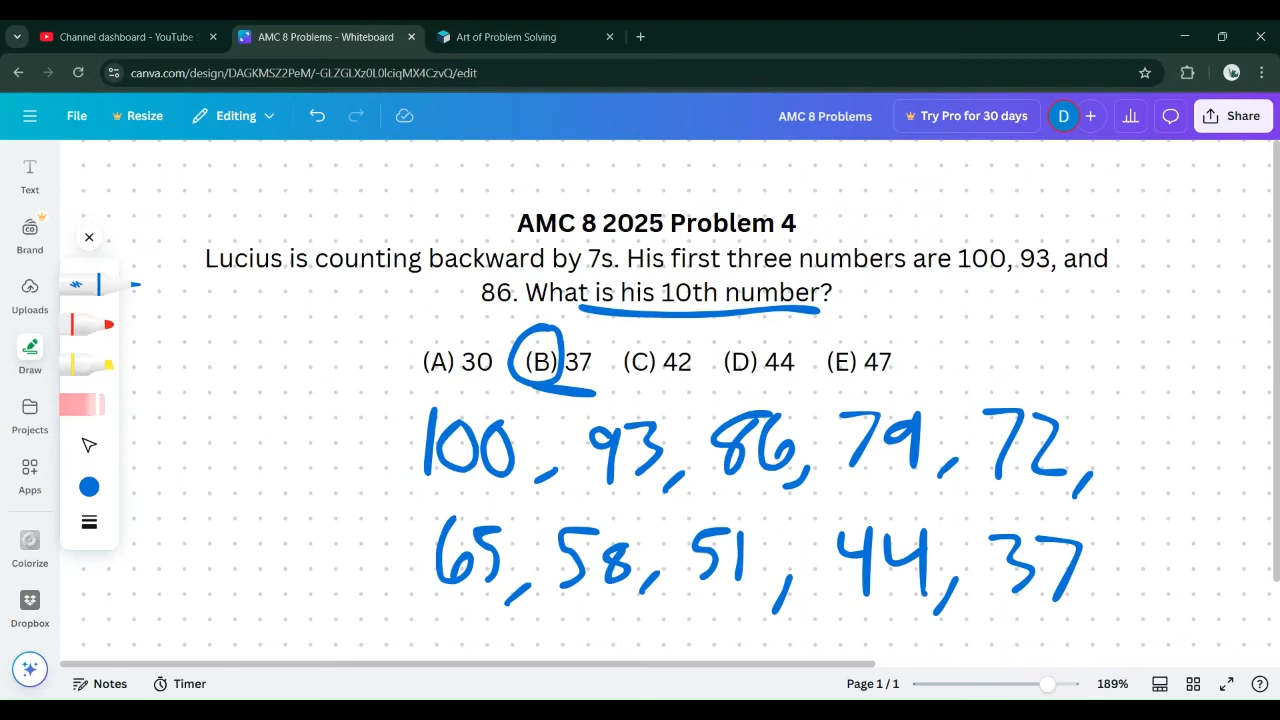 Channel dashboard - YouTube
AMC 8 Problems - Whiteboard
Art of Problem Solving
canva.com/design/DAGKMSZ2PeM/-GLZGLXz0L0lciqMX4CzvQ/edit
File
Resize
Editing
AMC 8 Problems
Try Pro for 30 days
D
Share
Text
Brand
Uploads
Draw
Projects
Apps
Colorize
Dropbox
AMC 8 2025 Problem 4
Lucius is counting backward by 7s. His first three numbers are 100, 93, and
86. What is his 10th number?
(A) 30 (B) 37 (C) 42 (D) 44 (E) 47
100, 93, 86, 79, 72,
65, 58, 51, 44, 37
Notes
Timer
Page 1 / 1
189%